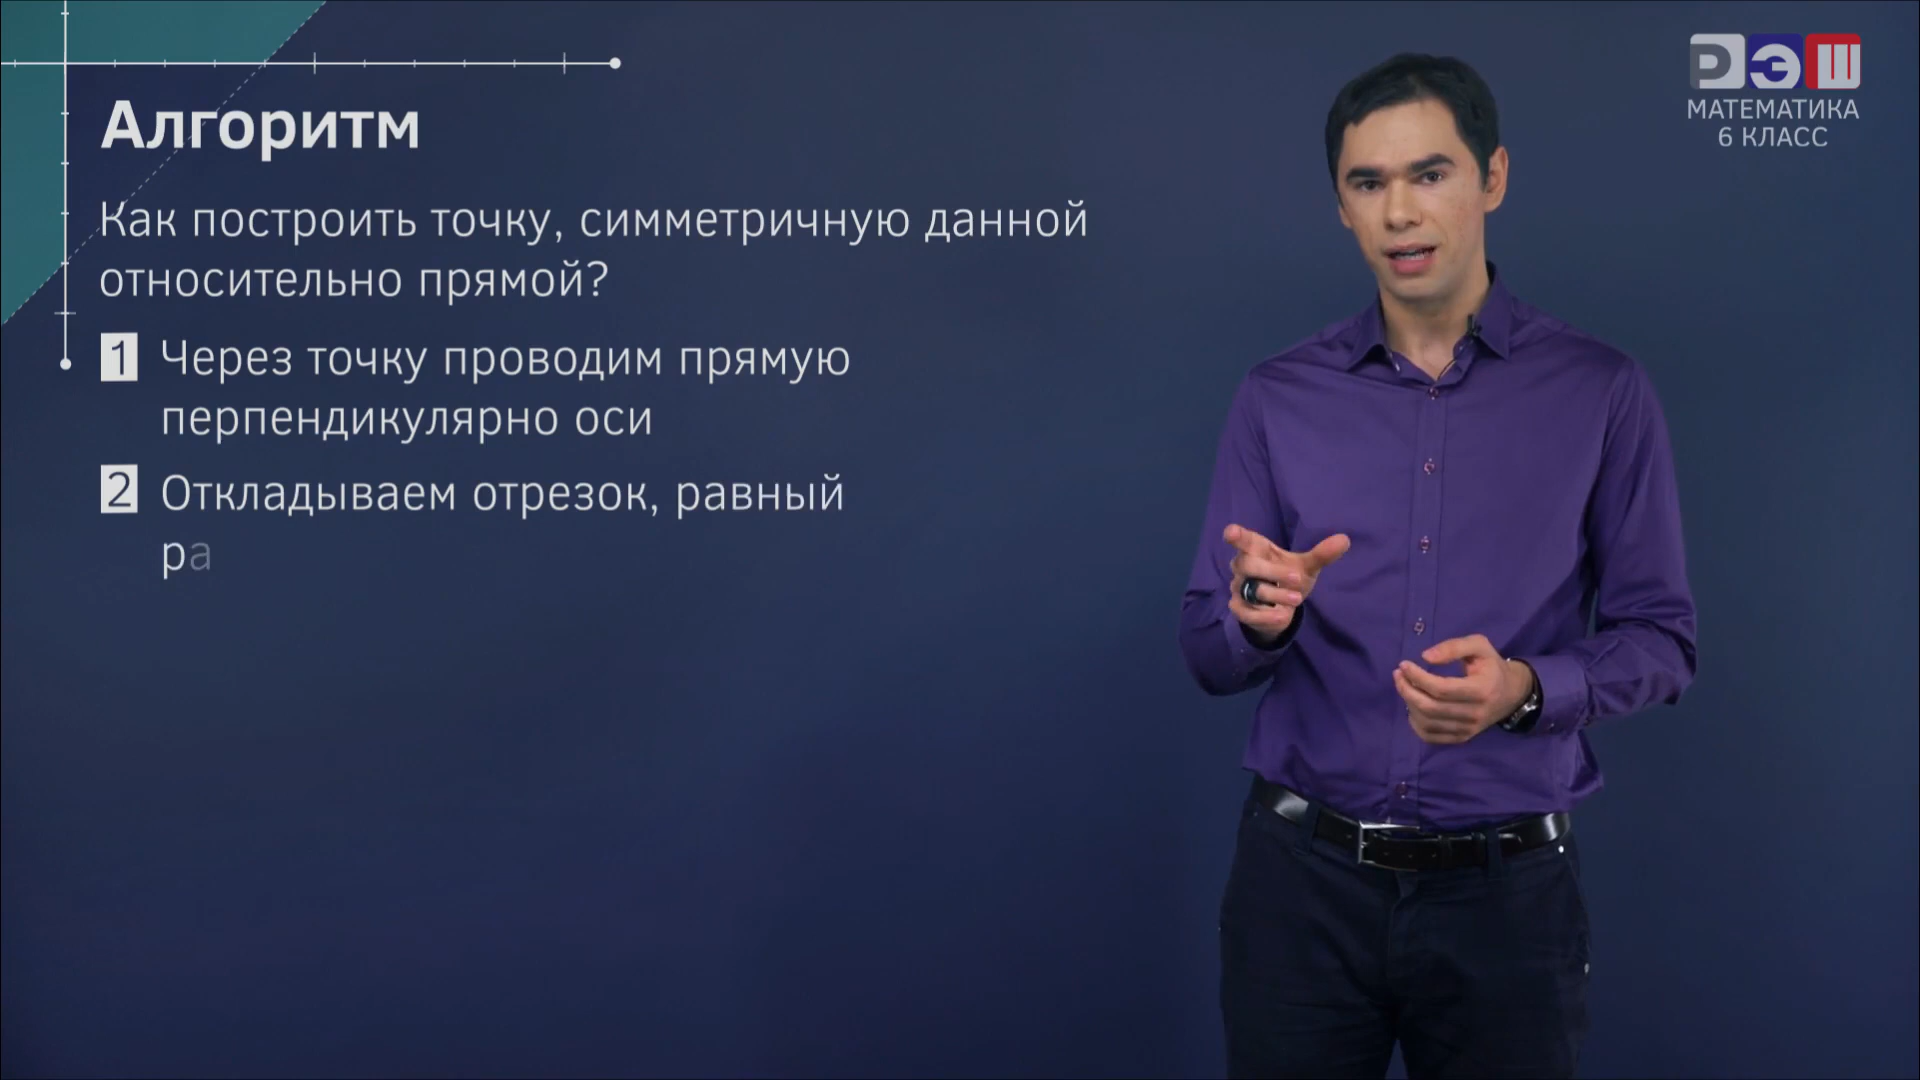 РЭШ
МАТЕМАТИКА
6 КЛАСС
Алгоритм
Как построить точку, симметричную данной
относительно прямой?
1 Через точку проводим прямую
перпендикулярно оси
2 Откладываем отрезок, равный
ра